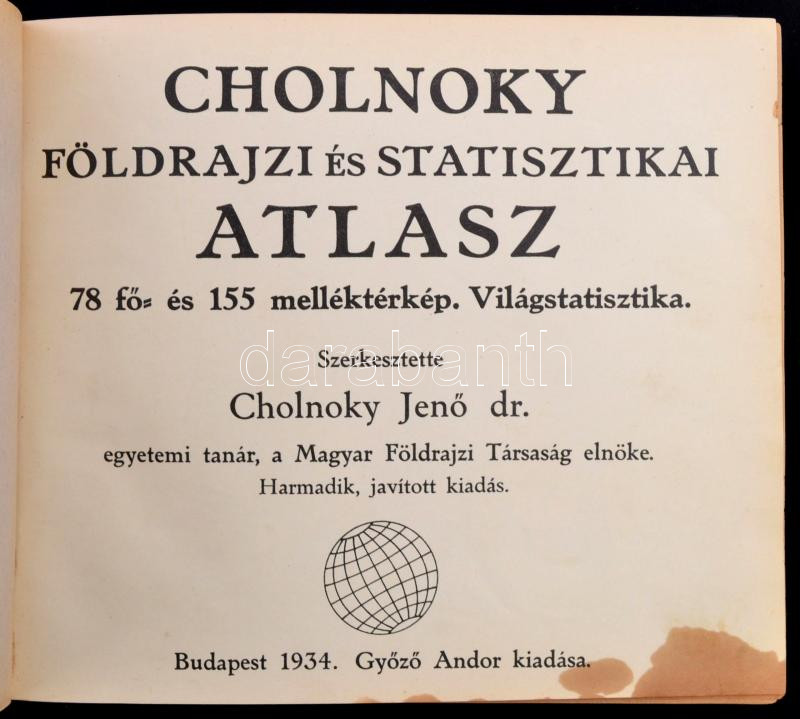 CHOLNOKY
FÖLDRAJZI ÉS STATISZTIKAI
ATLASZ
78 fő= és 155 melléktérkép. Világstatisztika.
Szerkesztette
darabanth
Cholnoky Jenő dr.
egyetemi tanár, a Magyar Földrajzi Társaság elnöke.
Harmadik, javított kiadás.
Budapest 1934. Győző Andor kiadása.